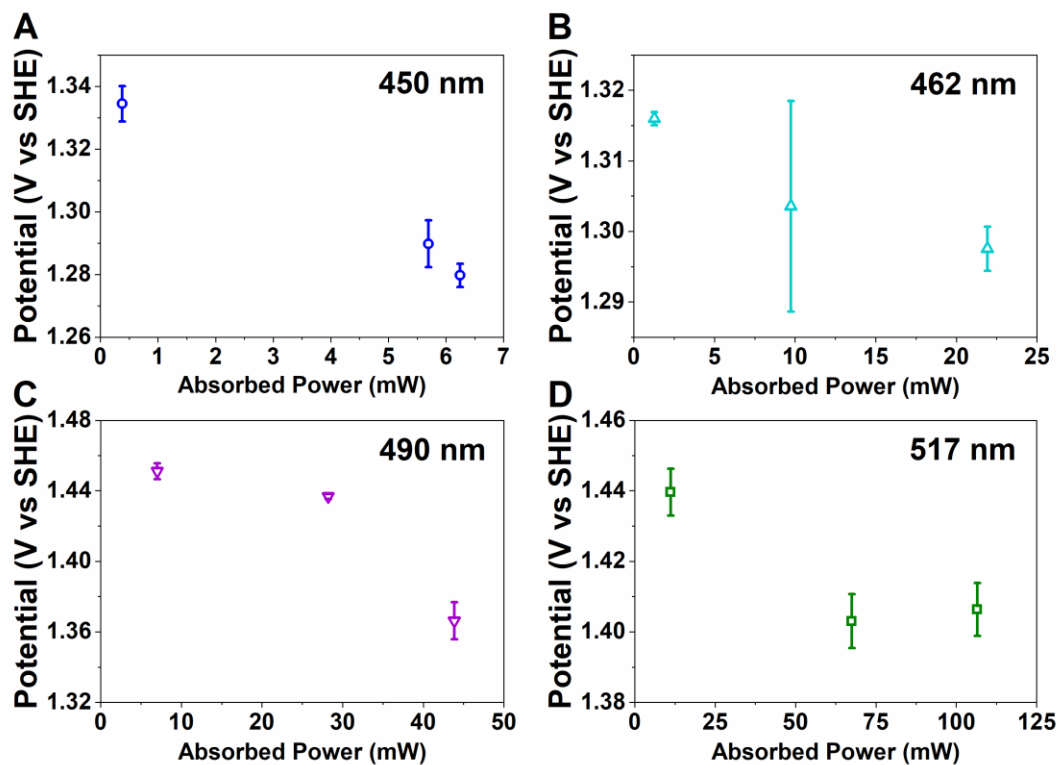 A
450 nm
Potential (V vs SHE)
1.34
1.32
1.30
1.28
1.26
0 1 2 3 4 5 6 7
Absorbed Power (mW)
B
462 nm
Potential (V vs SHE)
1.32
1.31
1.30
1.29
0 5 10 15 20 25
Absorbed Power (mW)
C
490 nm
Potential (V vs SHE)
1.48
1.44
1.40
1.36
1.32
0 10 20 30 40 50
Absorbed Power (mW)
D
517 nm
Potential (V vs SHE)
1.46
1.44
1.42
1.40
1.38
0 25 50 75 100 125
Absorbed Power (mW)